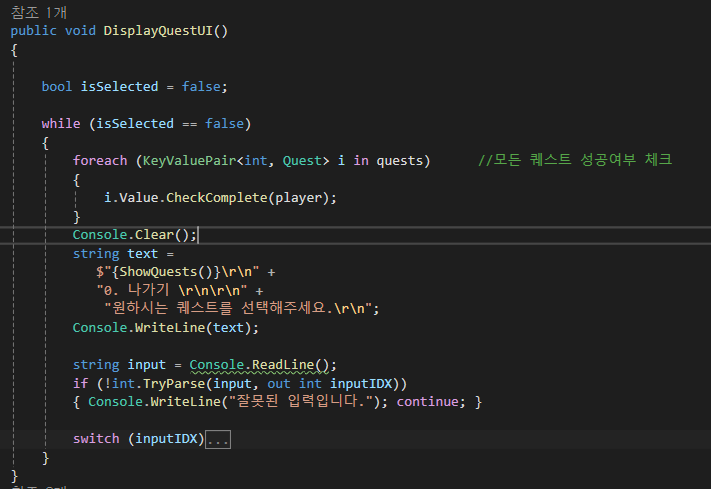 참조 1개
public void DisplayQuestUI()
{
bool isSelected = false;
while (isSelected == false)
{
foreach (KeyValuePair<int, Quest> i in quests) //모든 퀘스트 성공여부 체크
{
i.Value.CheckComplete(player);
}
Console.Clear();
string text =
$"{ShowQuests()}\r\n" +
"0. 나가기 \r\n\r\n" +
"원하시는 퀘스트를 선택해주세요.\r\n";
Console.WriteLine(text);
string input = Console.ReadLine();
if (!int.TryParse(input, out int inputIDX))
{ Console.WriteLine("잘못된 입력입니다."); continue; }
switch (inputIDX)...
}
}